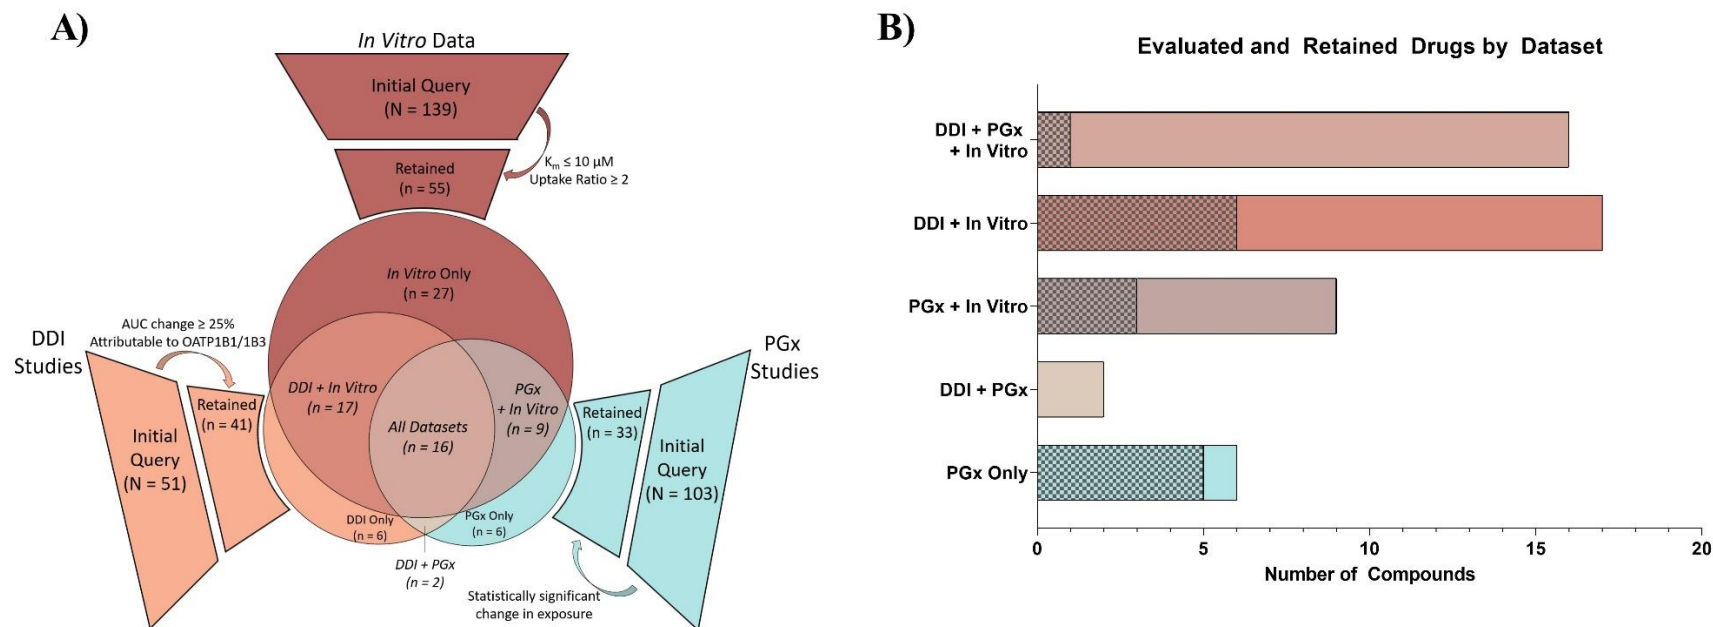 A)
In Vitro Data
Initial Query
(N = 139)
Retained
(n = 55)
Km ≤ 10 µM
Uptake Ratio ≥ 2
In Vitro Only
(n = 27)
DDI
Studies
AUC change ≥ 25%
Attributable to OATP1B1/1B3
Initial
Query
(N = 51)
Retained
(n = 41)
DDI + In Vitro
(n = 17)
All Datasets
(n = 16)
PGx
+ In Vitro
(n = 9)
DDI Only
(n = 6)
PGx Only
(n = 6)
DDI + PGx
(n = 2)
PGx
Studies
Retained
(n = 33)
Initial
Query
(N = 103)
Statistically significant
change in exposure
B)
Evaluated and Retained Drugs by Dataset
DDI + PGx
+ In Vitro
DDI + In Vitro
PGx + In Vitro
DDI + PGx
PGx Only
0 5 10 15 20
Number of Compounds